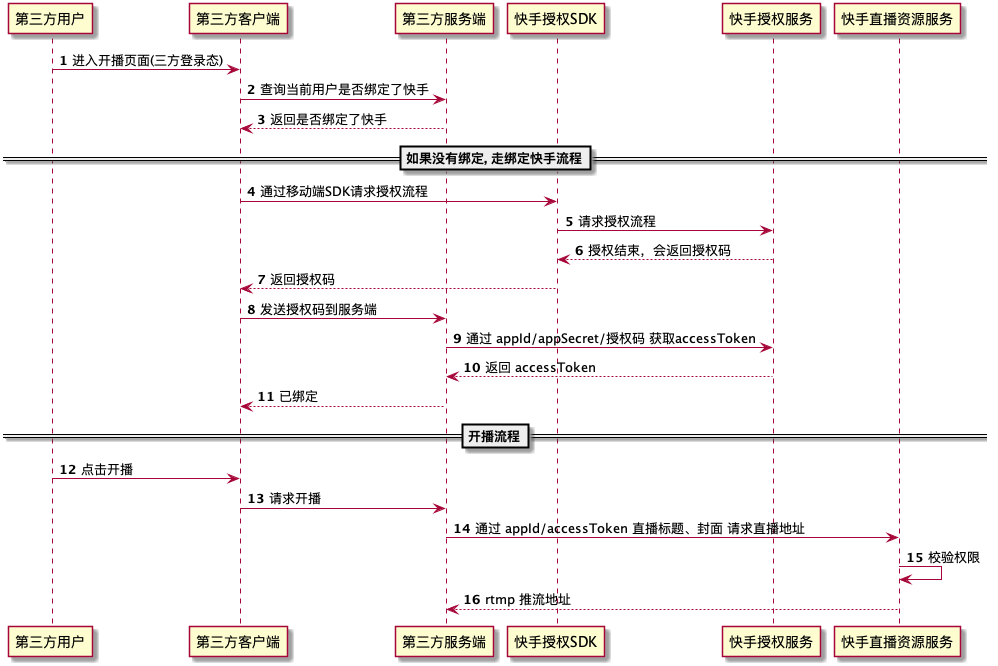 第三方用户 第三方客户端 第三方服务端 快手授权SDK 快手授权服务 快手直播资源服务
1 进入开播页面(三方登录态)
2 查询当前用户是否绑定了快手
3 返回是否绑定了快手
如果没有绑定, 走绑定快手流程
4 通过移动端SDK请求授权流程
5 请求授权流程
6 授权结束，会返回授权码
7 返回授权码
8 发送授权码到服务端
9 通过 appId/appSecret/授权码 获取accessToken
10 返回 accessToken
11 已绑定
开播流程
12 点击开播
13 请求开播
14 通过 appId/accessToken 直播标题、封面 请求直播地址
15 校验权限
16 rtmp 推流地址
第三方用户 第三方客户端 第三方服务端 快手授权SDK 快手授权服务 快手直播资源服务